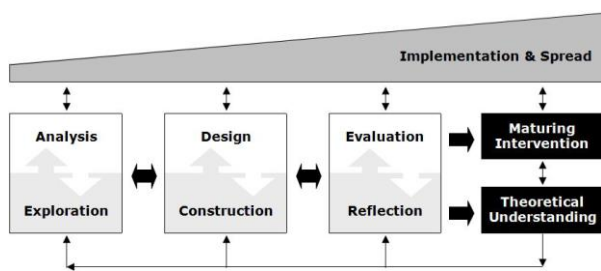 Implementation & Spread
Analysis
Exploration
Design
Construction
Evaluation
Reflection
Maturing
Intervention
Theoretical
Understanding